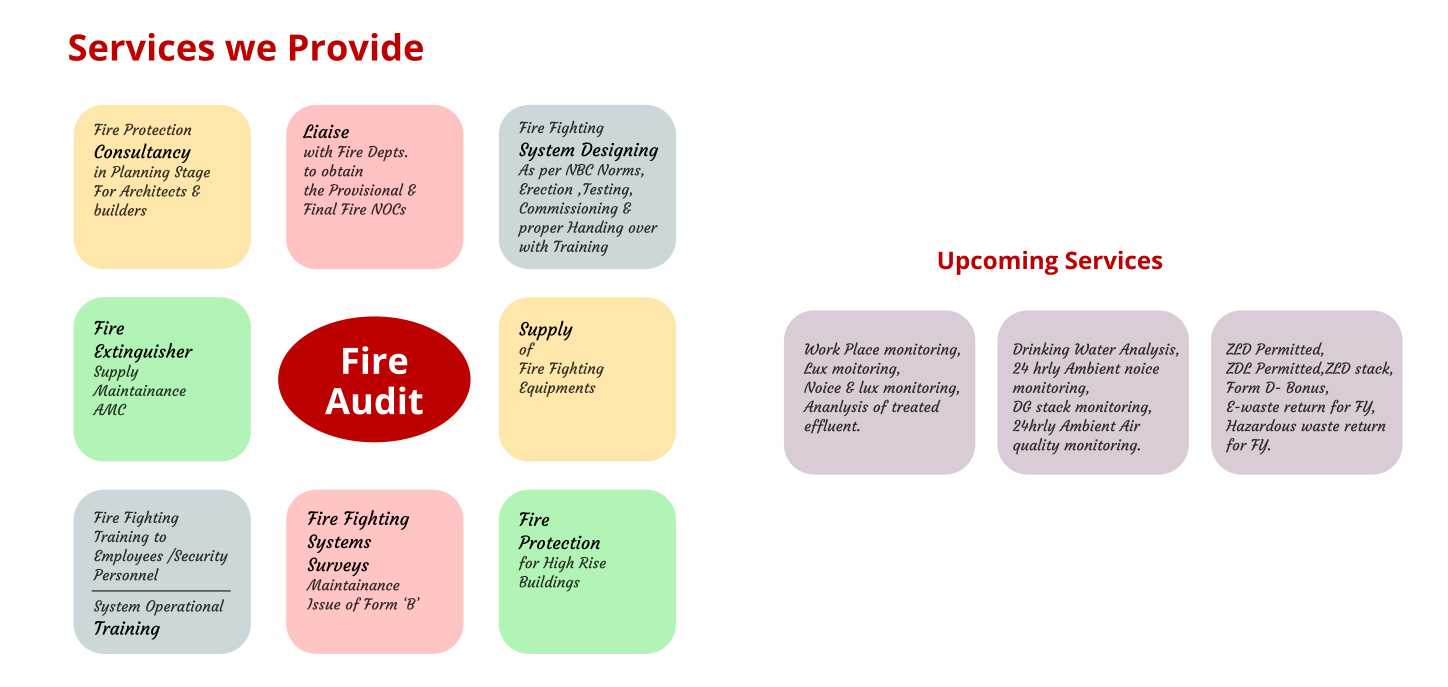 Services we Provide
Fire Protection
Consultancy
in Planning Stage
For Architects &
builders
Liaise
with Fire Depts.
to obtain
the Provisional &
Final Fire NOCs
Fire Fighting
System Designing
As per NBC Norms,
Erection ,Testing,
Commissioning &
proper Handing over
with Training
Fire
Extinguisher
Supply
Maintainance
AMC
Fire
Audit
Supply
of
Fire Fighting
Equipments
Fire Fighting
Training to
Employees /Security
Personnel
System Operational
Training
Fire Fighting
Systems
Surveys
Maintainance
Issue of Form ‘B’
Fire
Protection
for High Rise
Buildings
Upcoming Services
Work Place monitoring,
Lux moitoring,
Noice & lux monitoring,
Ananlysis of treated
effluent.
Drinking Water Analysis,
24 hrly Ambient noice
monitoring,
DG stack monitoring,
24hrly Ambient Air
quality monitoring.
ZLD Permitted,
ZDL Permitted,ZLD stack,
Form D- Bonus,
E-waste return for FY,
Hazardous waste return
for FY.